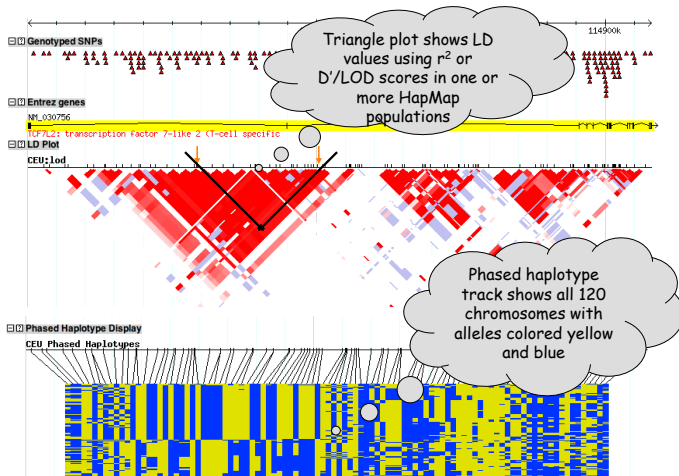 114900k
Genotyped SNPs
Triangle plot shows LD
values using r² or
D'/LOD scores in one or
more HapMap
populations
Entrez genes
NM_030756
TCF7L2: transcription factor 7-like 2 (T-cell specific
LD Plot
CEU:lod
Phased haplotype
track shows all 120
chromosomes with
alleles colored yellow
and blue
Phased Haplotype Display
CEU Phased Haplotypes